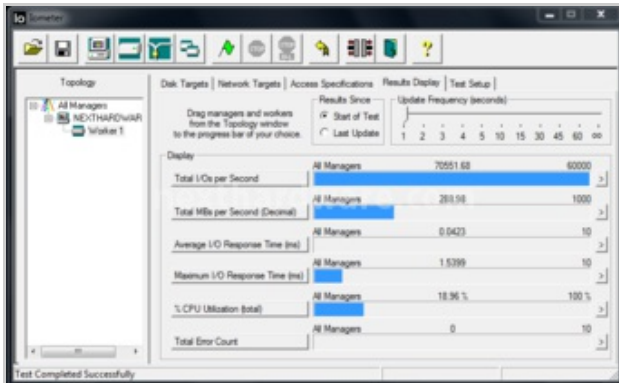 Io Iometer
Topology
All Managers
NEXTHARDWAR
Worker 1
Disk Targets Network Targets Access Specifications Results Display Test Setup
Drag managers and workers
from the Topology window
to the progress bar of your choice.
Results Since
Start of Test
Last Update
Update Frequency (seconds)
1 2 3 4 5 10 15 30 45 60 oo
Display
All Managers 70551.68 60000
Total I/Os per Second
All Managers 1000
Total MBs per Second (Decimal)
All Managers 0.0423 10
Average I/O Response Time (ms)
All Managers 1.5399 10
Maximum I/O Response Time (ms)
All Managers 18.96 % 100 %
% CPU Utilization (total)
All Managers 0 10
Total Error Count
Test Completed Successfully